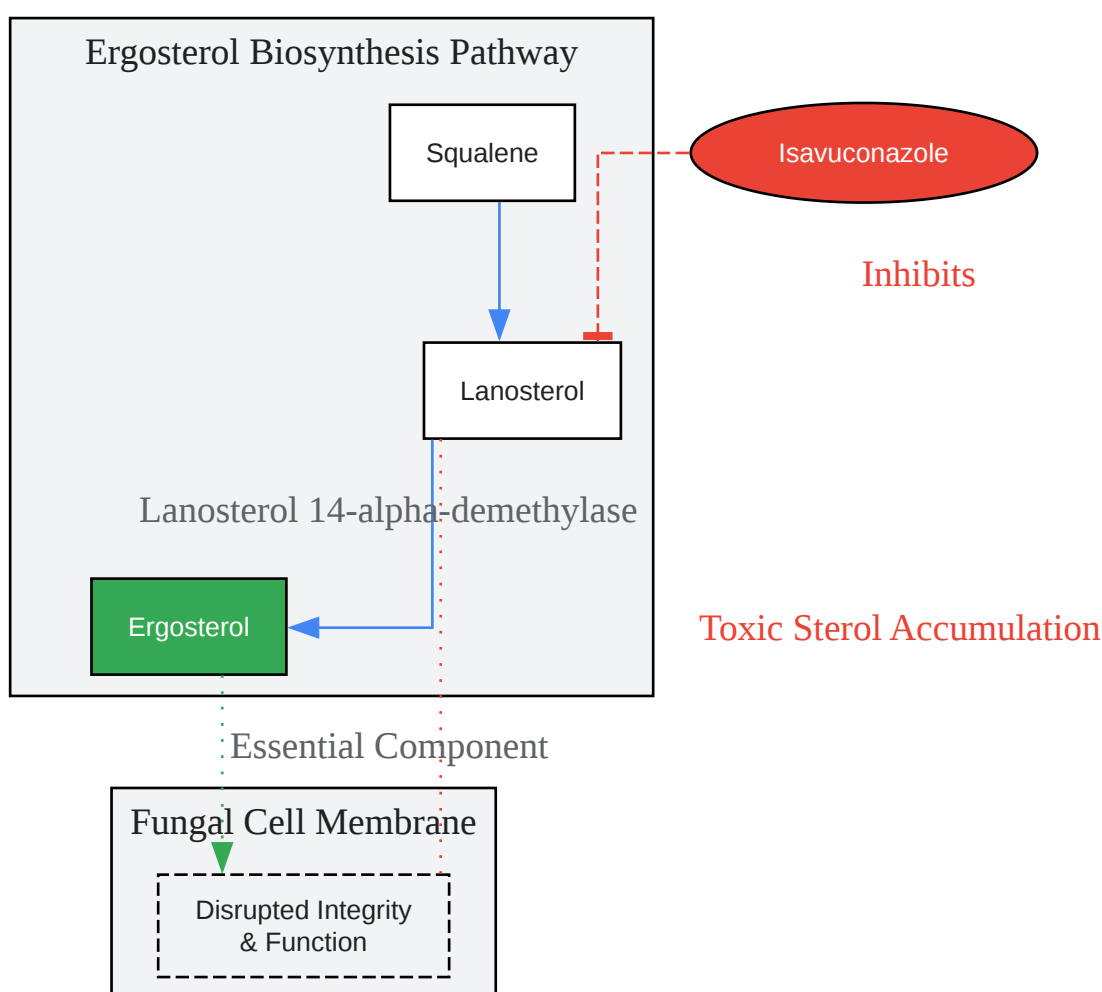 Ergosterol Biosynthesis Pathway
Squalene
Isavuconazole
Inhibits
Lanosterol
Lanosterol 14-alpha-demethylase
Ergosterol
Toxic Sterol Accumulation
Essential Component
Fungal Cell Membrane
Disrupted Integrity
& Function